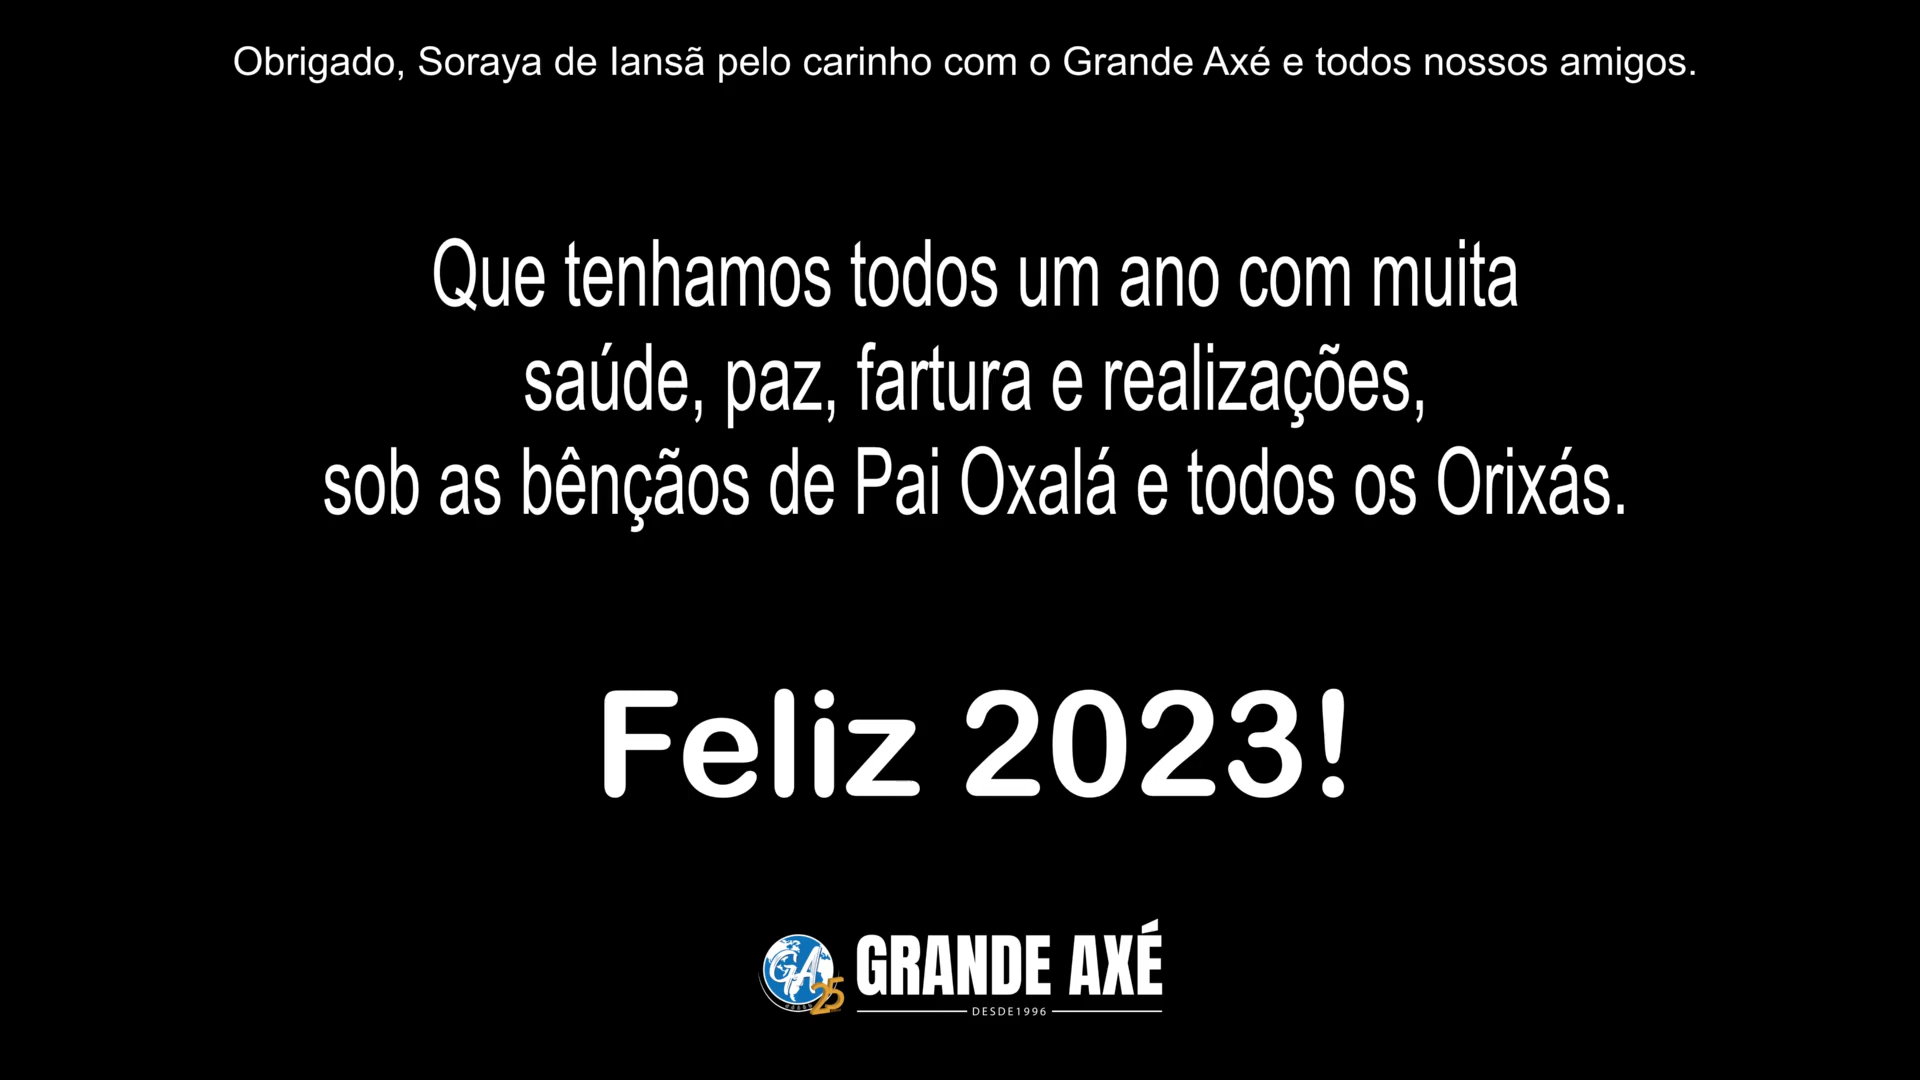 Obrigado, Soraya de Iansã pelo carinho com o Grande Axé e todos nossos amigos.
Que tenhamos todos um ano com muita
saúde, paz, fartura e realizações,
sob as bênçãos de Pai Oxalá e todos os Orixás.
Feliz 2023!
GA
25
GRANDE AXÉ
DESDE1996